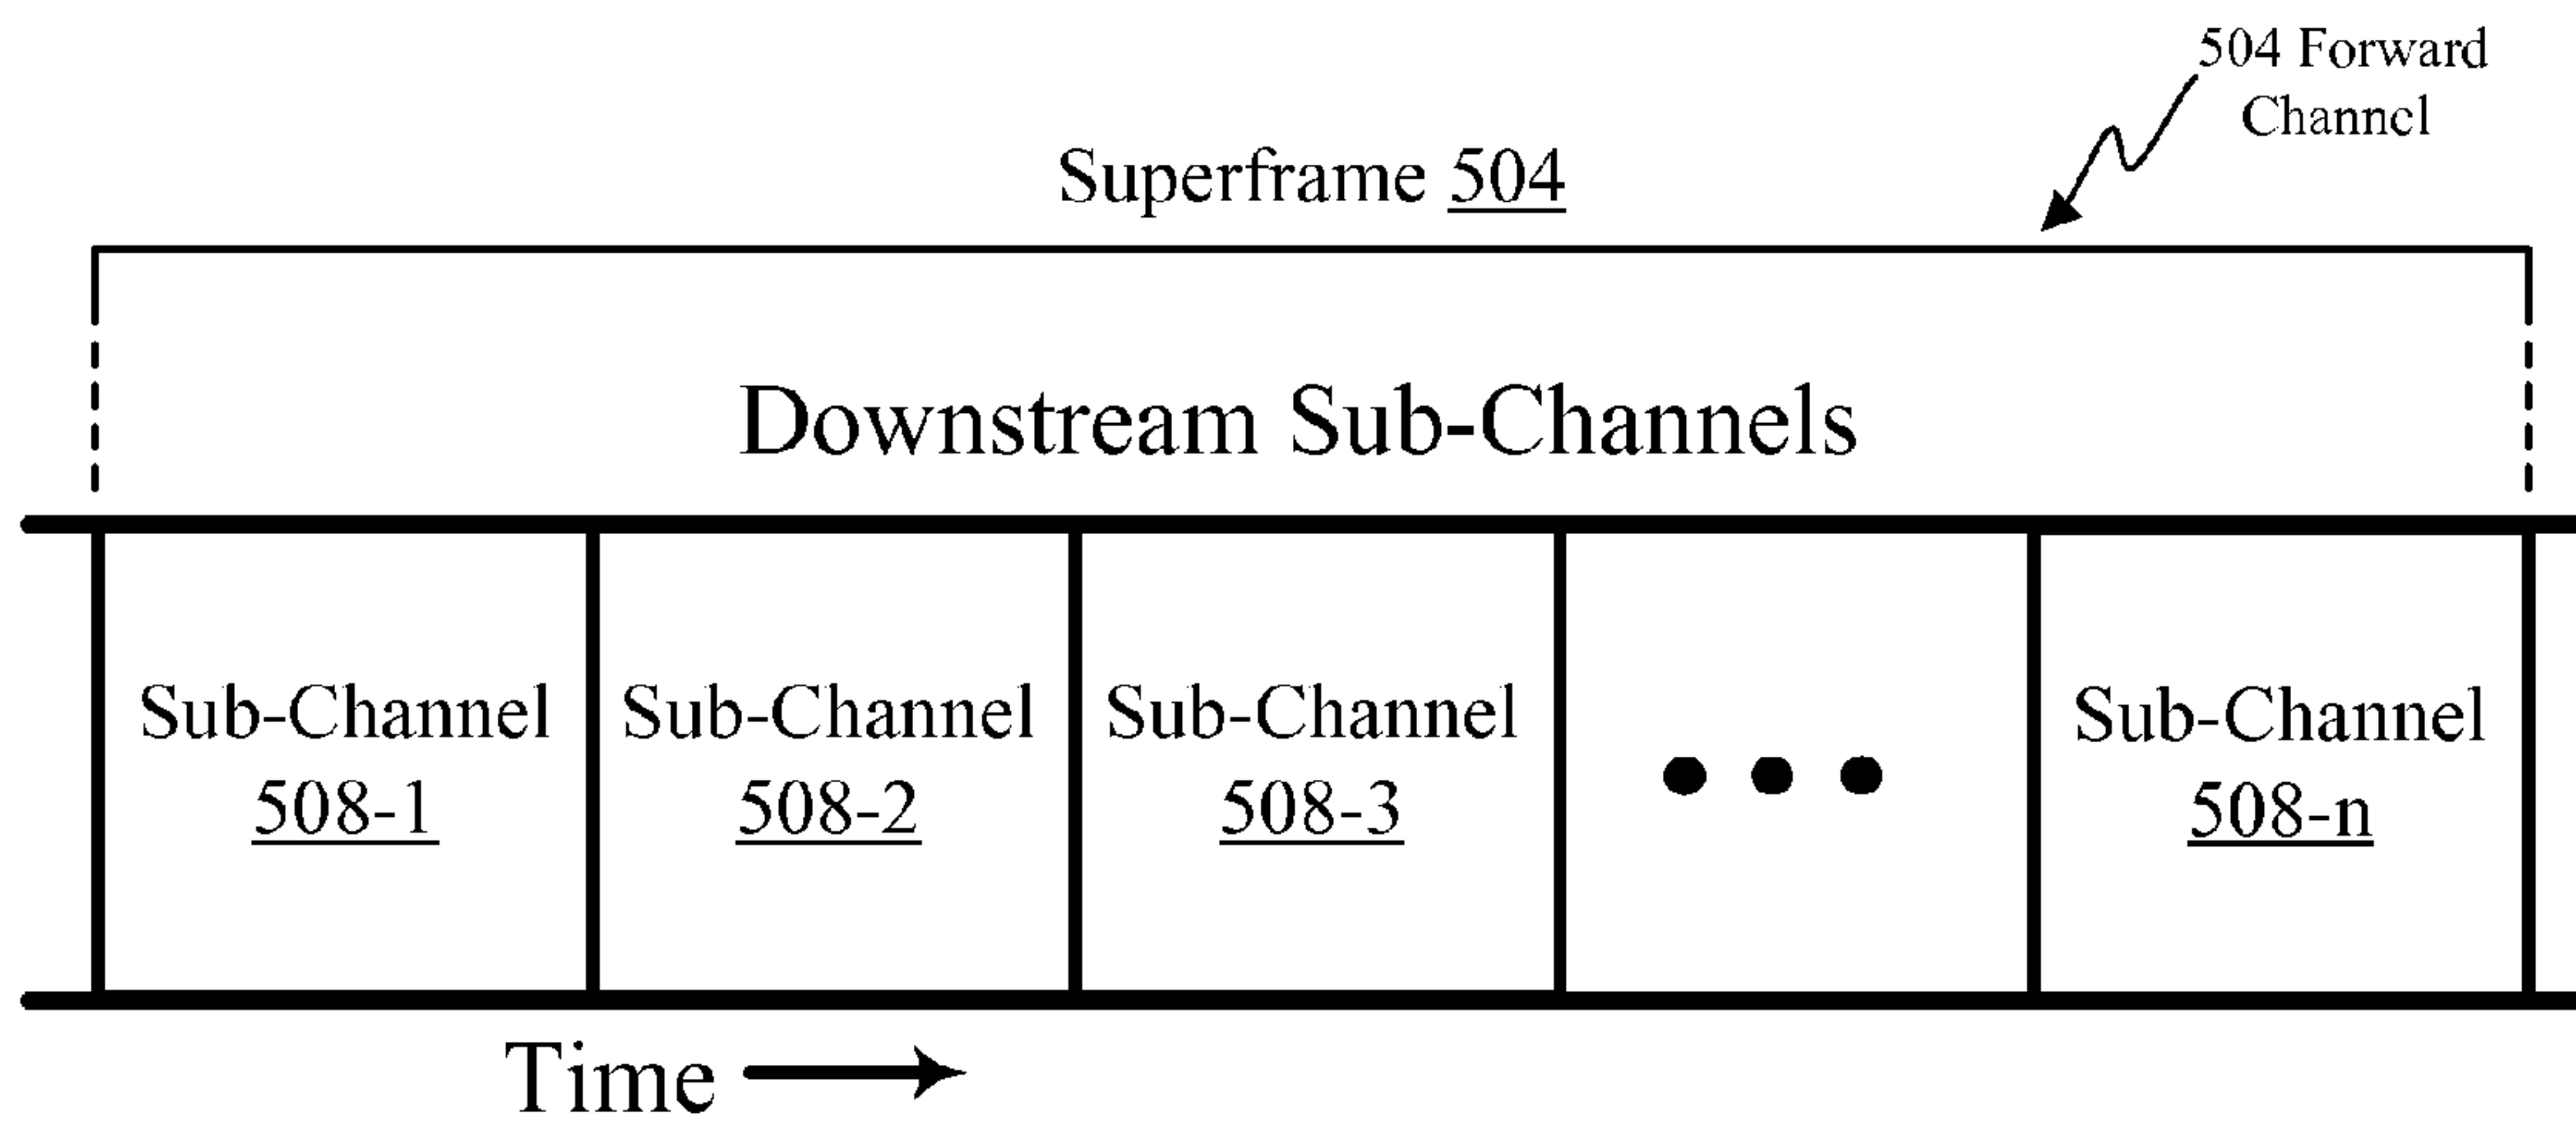 504 Forward
Channel
Superframe 504
Downstream Sub-Channels
Sub-Channel
508-1
Sub-Channel
508-2
Sub-Channel
508-3
Sub-Channel
508-n
Time